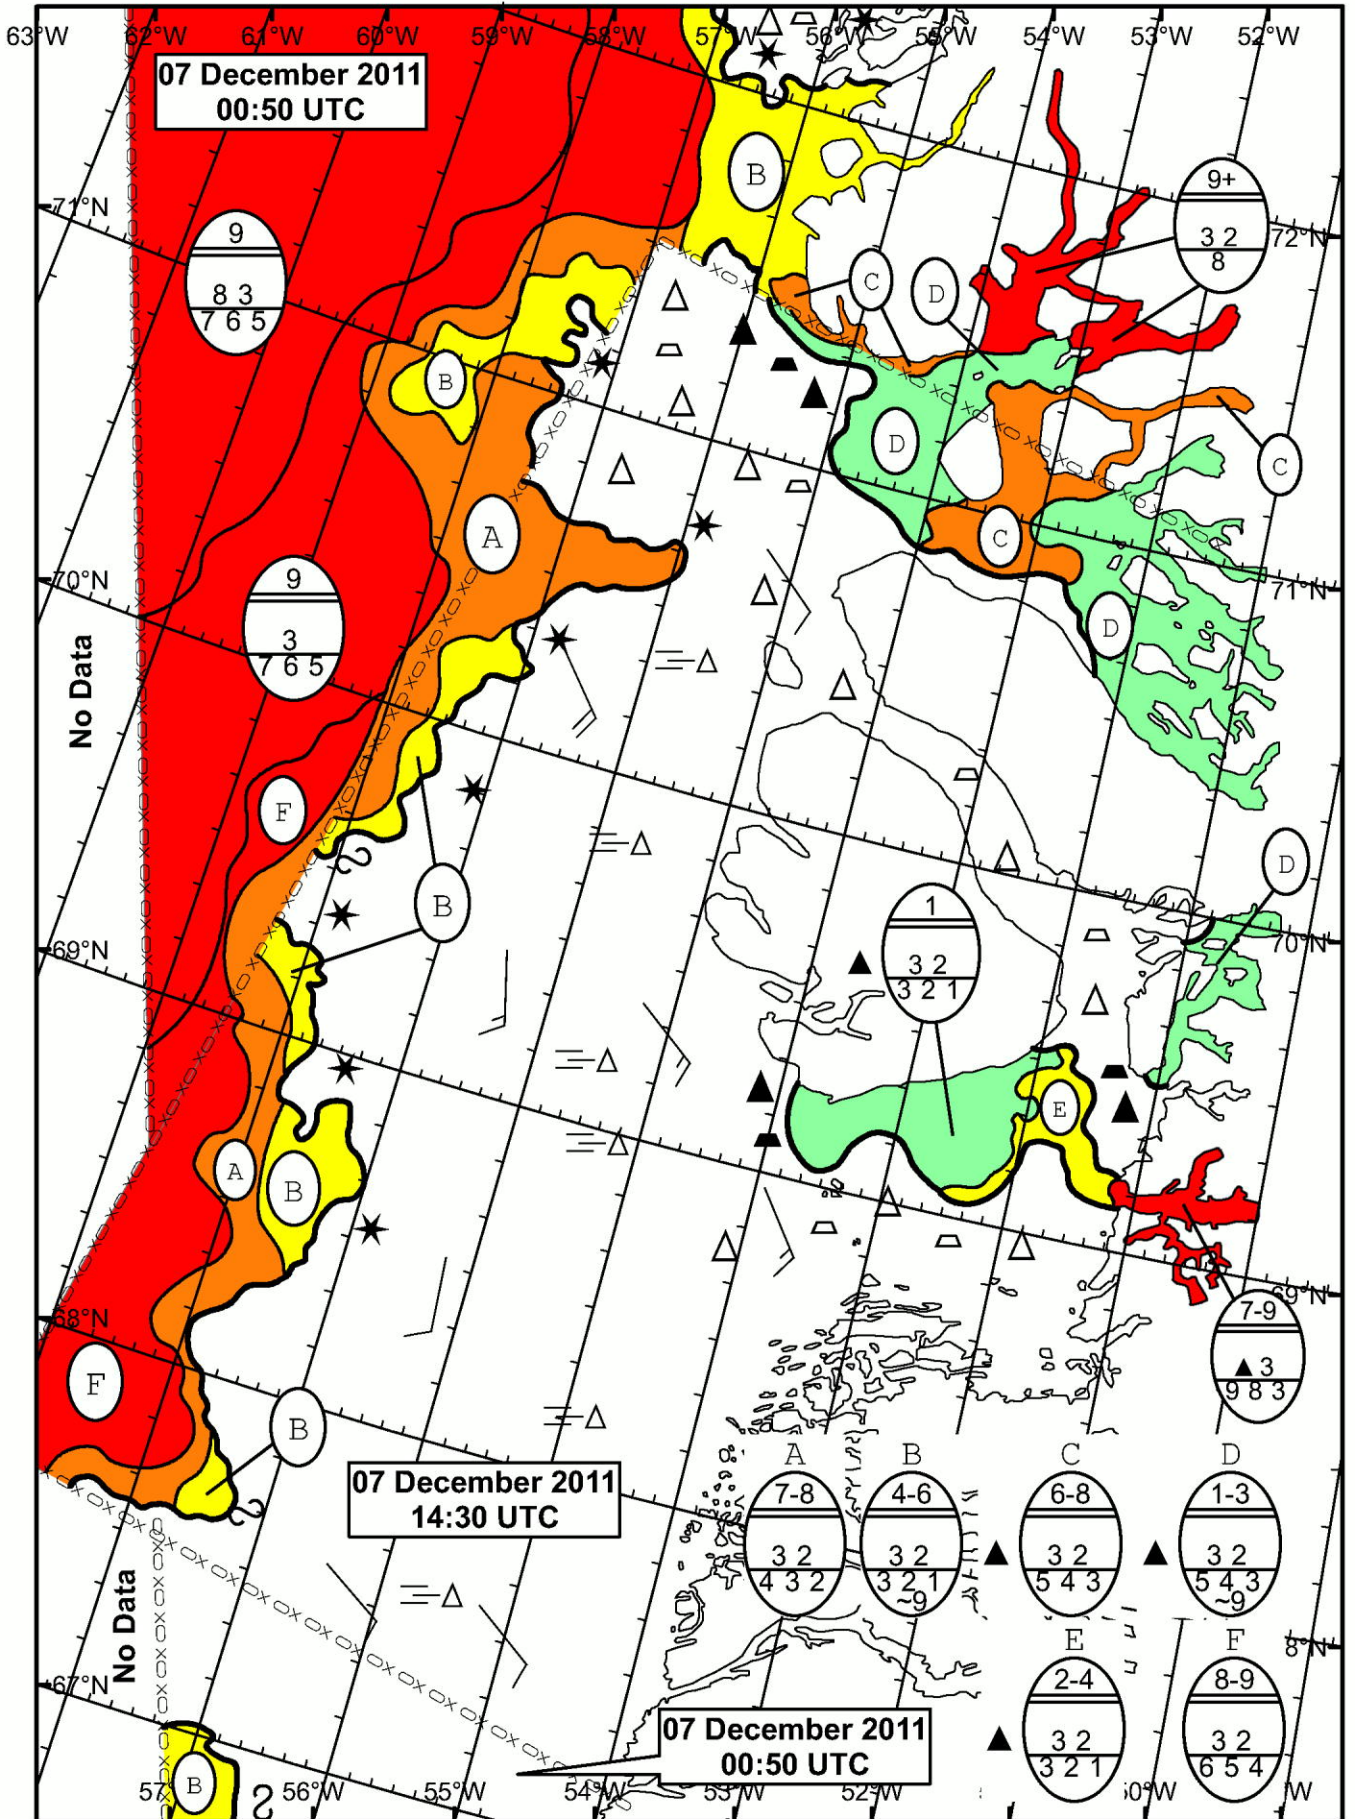 63°W 62°W 61°W 60°W 59°W 58°W 57°W 56°W 55°W 54°W 53°W 52°W
07 December 2011
00:50 UTC
B
9+
3 2
8
71°N
72°N
9
8 3
7 6 5
C
D
B
D
C
A
C
70°N
71°N
9
3
7 6 5
D
No Data
F
D
B
1
3 2
3 2 1
69°N
70°N
E
A
B
68°N
69°N
7-9
3
9 8 3
F
B
07 December 2011
14:30 UTC
A
7-8
3 2
4 3 2
B
4-6
3 2
3 2 1
~9
C
6-8
3 2
5 4 3
D
1-3
3 2
5 4 3
~9
No Data
E
2-4
3 2
3 2 1
F
8-9
3 2
6 5 4
8°N
67°N
07 December 2011
00:50 UTC
B
57° 56°W 55°W 54°W 53°W 52°W